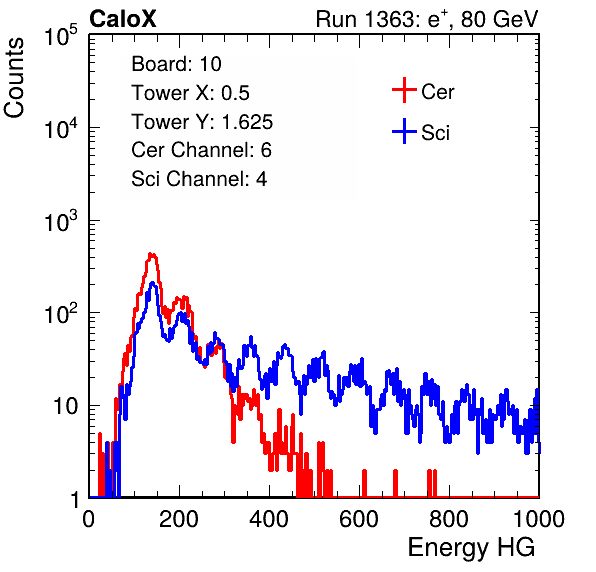 CaloX Run 1363: e⁺, 80 GeV
Counts
10⁵
10⁴
10³
10²
10
1
Board: 10
Tower X: 0.5
Tower Y: 1.625
Cer Channel: 6
Sci Channel: 4
Cer
Sci
0 200 400 600 800 1000
Energy HG